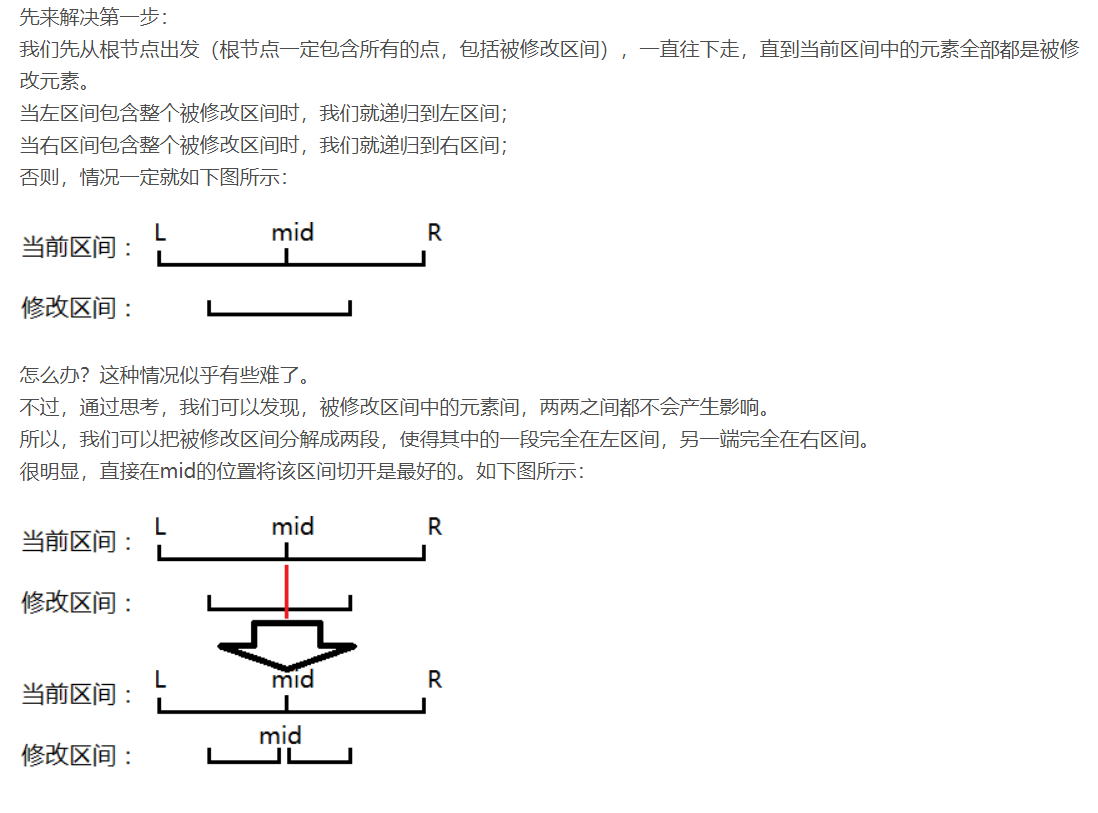 先来解决第一步：
我们先从根节点出发（根节点一定包含所有的点，包括被修改区间），一直往下走，直到当前区间中的元素全部都是被修
改元素。
当左区间包含整个被修改区间时，我们就递归到左区间；
当右区间包含整个被修改区间时，我们就递归到右区间；
否则，情况一定就如下图所示：
L mid R
当前区间：
修改区间：
怎么办？这种情况似乎有些难了。
不过，通过思考，我们可以发现，被修改区间中的元素间，两两之间都不会产生影响。
所以，我们可以把被修改区间分解成两段，使得其中的一段完全在左区间，另一端完全在右区间。
很明显，直接在mid的位置将该区间切开是最好的。如下图所示：
L mid R
当前区间：
修改区间：
L mid R
当前区间：
mid
修改区间：